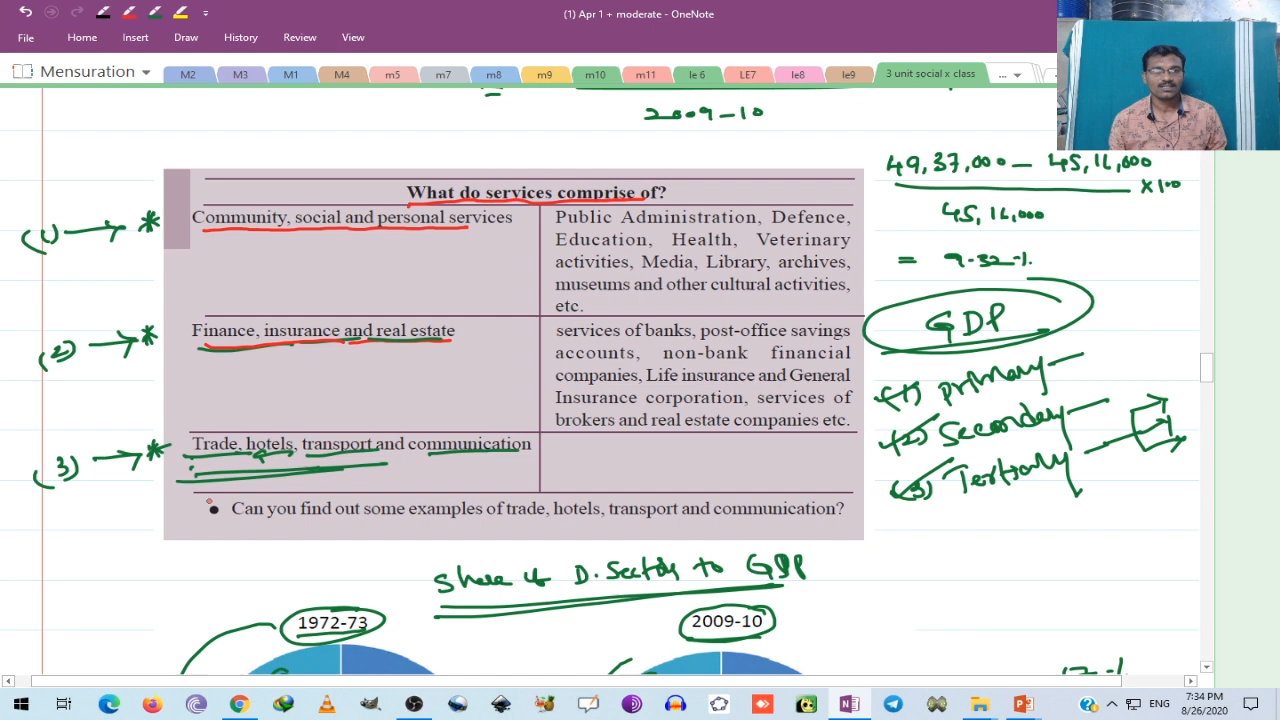 (1) Apr 1 + moderate - OneNote
File Home Insert Draw History Review View
Mensuration M2 M3 M1 M4 m5 m7 m8 m9 m10 m11 le 6 LE7 le8 le9 3 unit social x class ...
2009-10
49,37,000 - 45,16,000
x 100
45,16,000
= 9.32%
What do services comprise of?
(1) Community, social and personal services
Public Administration, Defence,
Education, Health, Veterinary
activities, Media, Library, archives,
museums and other cultural activities,
etc.
(2) Finance, insurance and real estate
services of banks, post-office savings
accounts, non-bank financial
companies, Life insurance and General
Insurance corporation, services of
brokers and real estate companies etc.
(3) Trade, hotels, transport and communication
Can you find out some examples of trade, hotels, transport and communication?
GDP
(1) Primary
(2) Secondary
(3) Tertiary
Share of D. Sectors to GDP
1972-73
2009-10
ENG
7:34 PM
8/26/2020